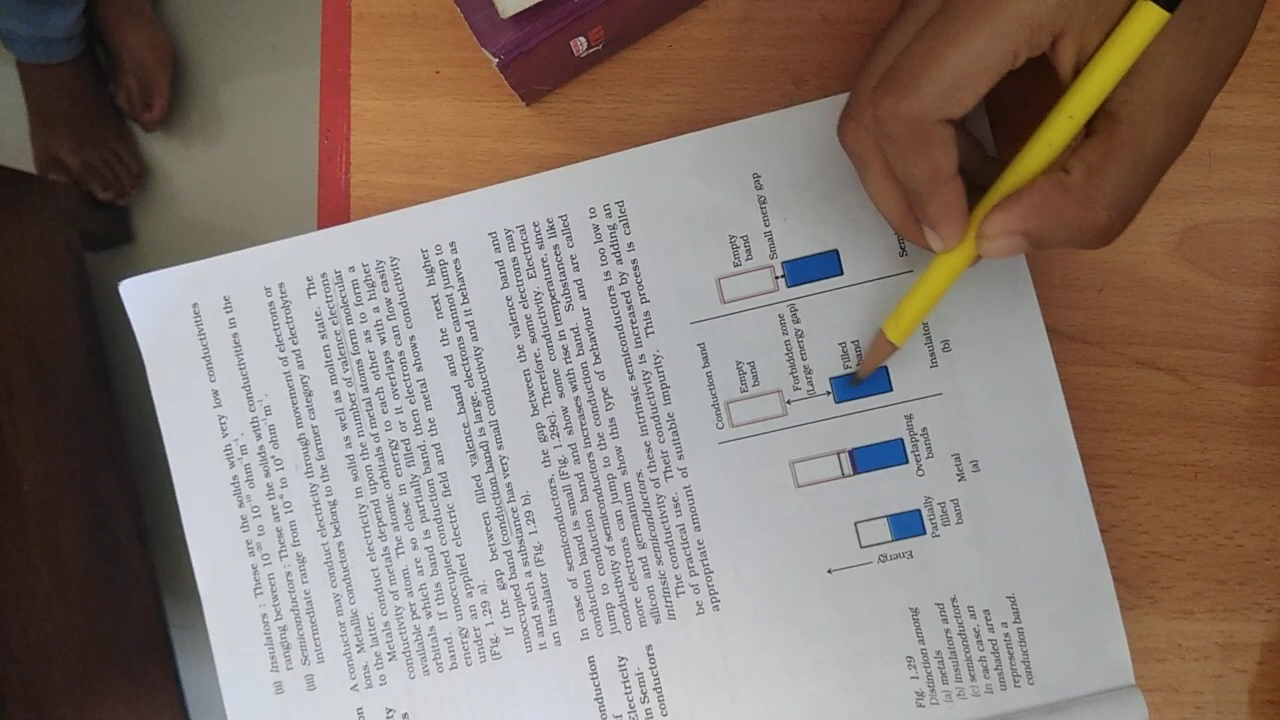 (ii) Insulators : These are the solids with very low conductivities
ranging between 10⁻²⁰ to 10⁻¹⁰ ohm⁻¹m⁻¹.
(iii) Semiconductors : These are the solids with conductivities in the
intermediate range from 10⁻⁶ to 10⁴ ohm⁻¹m⁻¹.
A conductor may conduct electricity through movement of electrons or
ions. Metallic conductors belong to the former category and electrolytes
to the latter.
Metals conduct electricity in solid as well as molten state. The
conductivity of metals depend upon the number of valence electrons
available per atom. The atomic orbitals of metal atoms form molecular
orbitals which are so close in energy to each other as to form a
band. If this band is partially filled or it overlaps with a higher
energy unoccupied conduction band, then electrons can flow easily
under an applied electric field and the metal shows conductivity
(Fig. 1.29 a).
If the gap between filled valence band and the next higher
unoccupied band (conduction band) is large, electrons cannot jump to
it and such a substance has very small conductivity and it behaves as
an insulator (Fig. 1.29 b).
In case of semiconductors, the gap between the valence band and
conduction band is small (Fig. 1.29c). Therefore, some electrons may
jump to conduction band and show some conductivity. Electrical
conductivity of semiconductors increases with rise in temperature, since
more electrons can jump to the conduction band. Substances like
silicon and germanium show this type of behaviour and are called
intrinsic semiconductors.
The conductivity of these intrinsic semiconductors is too low to
be of practical use. Their conductivity is increased by adding an
appropriate amount of suitable impurity. This process is called
onduction
Electricity
in Semi-
conductors
Conduction band
Empty
band
Empty
band
Small energy gap
Forbidden zone
(Large energy gap)
Filled
band
Energy
Partially
filled
band
Overlapping
bands
Metal
(a)
Insulator
(b)
Sem
Fig. 1.29
Distinction among
(a) metals and
(b) insulators and
(c) semiconductors.
In each case, an
unshaded area
represents a
conduction band.